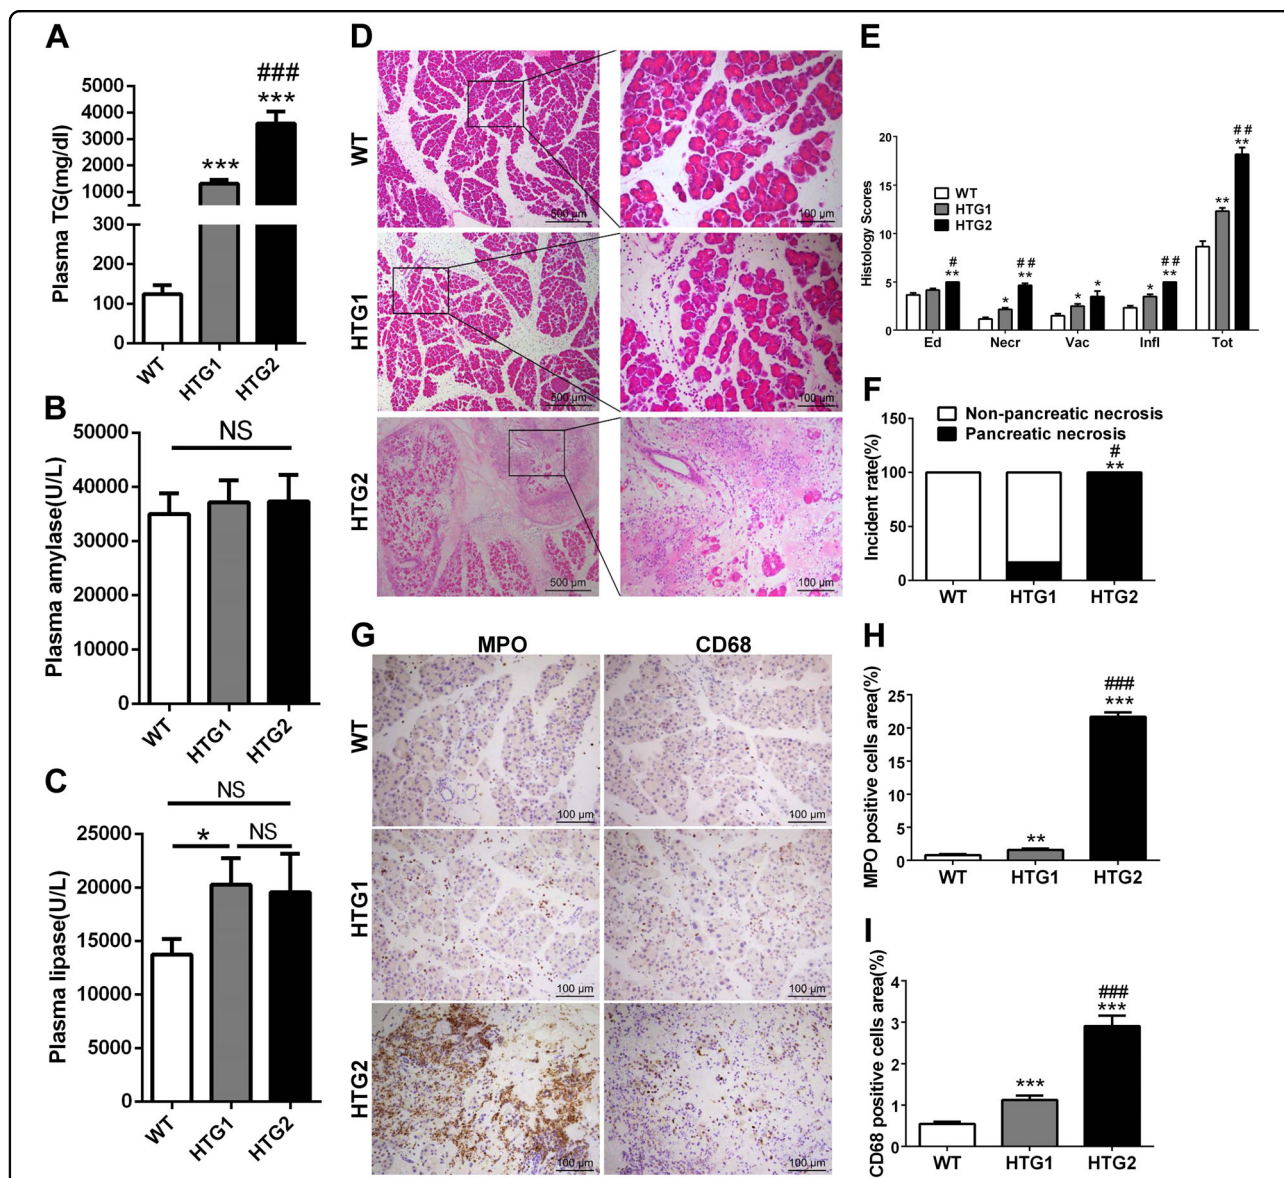 A
Plasma TG(mg/dl)
5000
4000
3000
2000
1000
300
200
100
0
***
###
***
WT
HTG1
HTG2
B
Plasma amylase(U/L)
50000
40000
30000
20000
10000
0
NS
WT
HTG1
HTG2
C
Plasma lipase(U/L)
25000
20000
15000
10000
5000
0
NS
*
NS
WT
HTG1
HTG2
D
WT
500 µm
100 µm
HTG1
500 µm
100 µm
HTG2
500 µm
100 µm
E
Histology Scores
20
15
10
5
0
WT
HTG1
HTG2
#
**
*
##
**
*
*
*
##
**
**
##
**
Ed
Necr
Vac
Infl
Tot
F
Incident rate(%)
150
100
50
0
Non-pancreatic necrosis
Pancreatic necrosis
#
**
WT
HTG1
HTG2
G
MPO
CD68
WT
100 µm
100 µm
HTG1
100 µm
100 µm
HTG2
100 µm
100 µm
H
MPO positive cells area(%)
25
20
15
10
5
0
**
###
***
WT
HTG1
HTG2
I
CD68 positive cells area(%)
4
3
2
1
0
***
###
***
WT
HTG1
HTG2